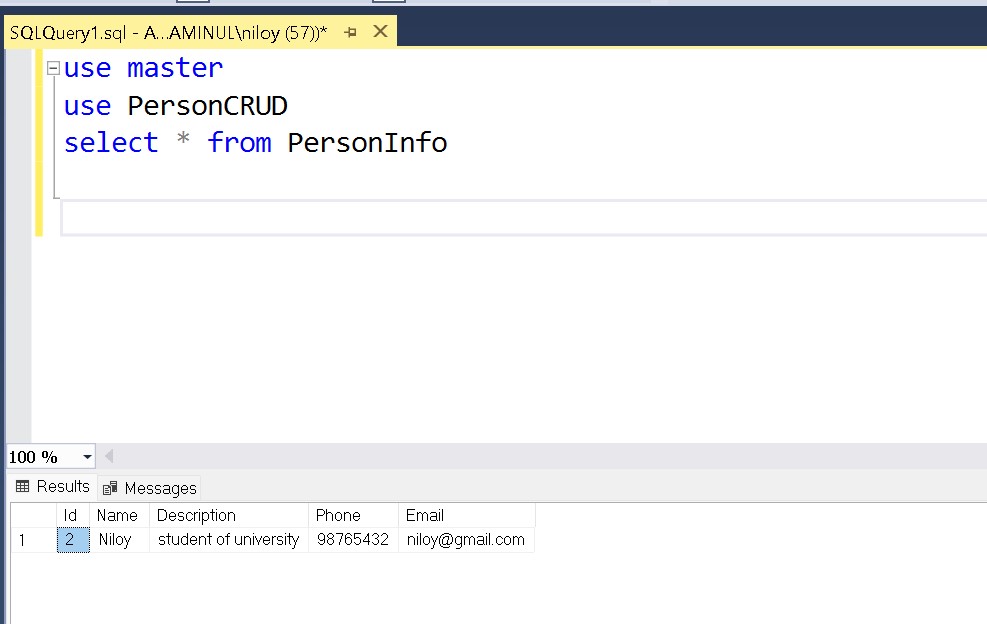 SQLQuery1.sql - A...AMINUL\niloy (57))*
use master
use PersonCRUD
select * from PersonInfo
100 %
Results Messages
Id Name Description Phone Email
1 2 Niloy student of university 98765432 niloy@gmail.com